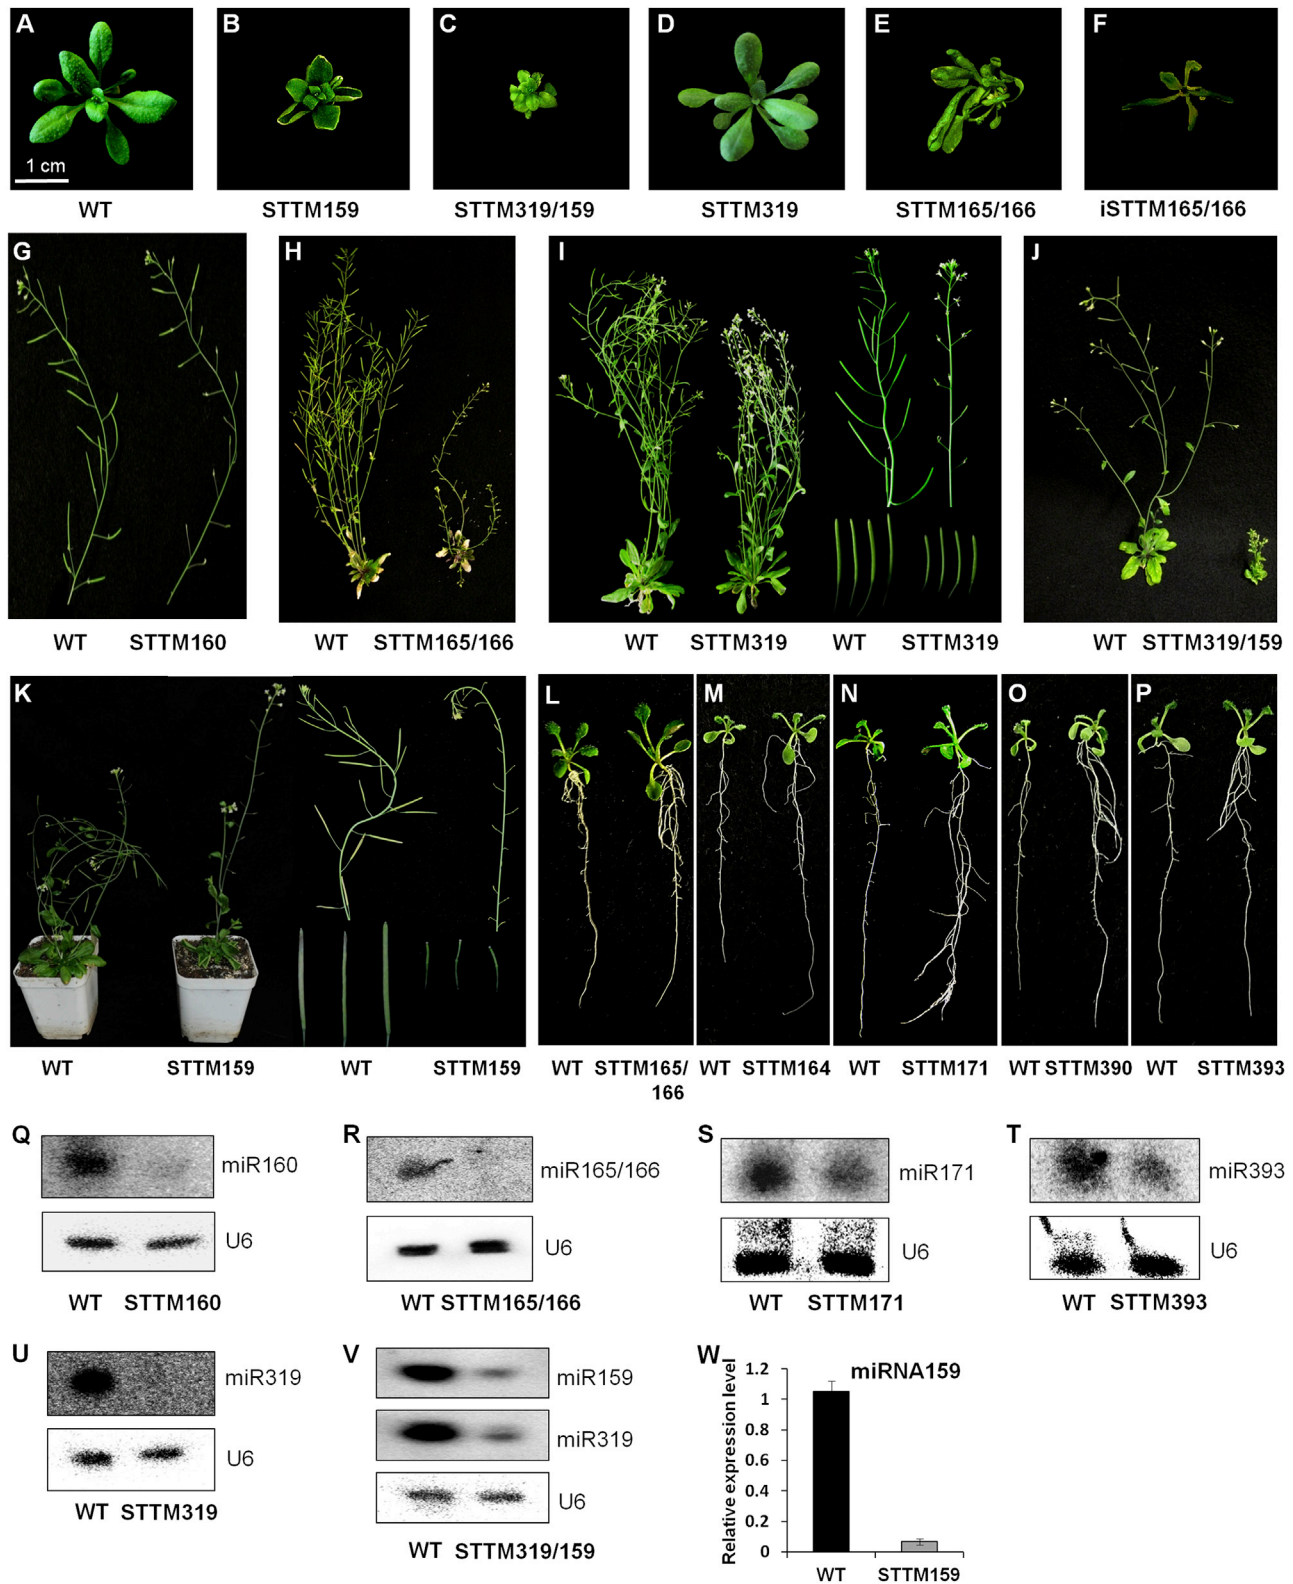 A B C D E F
1 cm
WT STTM159 STTM319/159 STTM319 STTM165/166 iSTTM165/166
G H I J
WT STTM160 WT STTM165/166 WT STTM319 WT STTM319 WT STTM319/159
K L M N O P
WT STTM159 WT STTM159 WT STTM165/ WT STTM164 WT STTM171 WT STTM390 WT STTM393
166
Q R S T
miR160 miR165/166 miR171 miR393
U6 U6 U6 U6
WT STTM160 WT STTM165/166 WT STTM171 WT STTM393
U V W
miR319 miR159 miRNA159
miR319
U6 U6
WT STTM319
WT STTM319/159
Relative expression level
1.2
1
0.8
0.6
0.4
0.2
0
WT STTM159